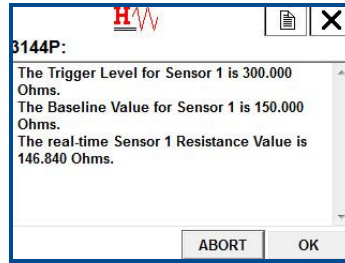 H
3144P:
The Trigger Level for Sensor 1 is 300.000
Ohms.
The Baseline Value for Sensor 1 is 150.000
Ohms.
The real-time Sensor 1 Resistance Value is
146.840 Ohms.
ABORT OK